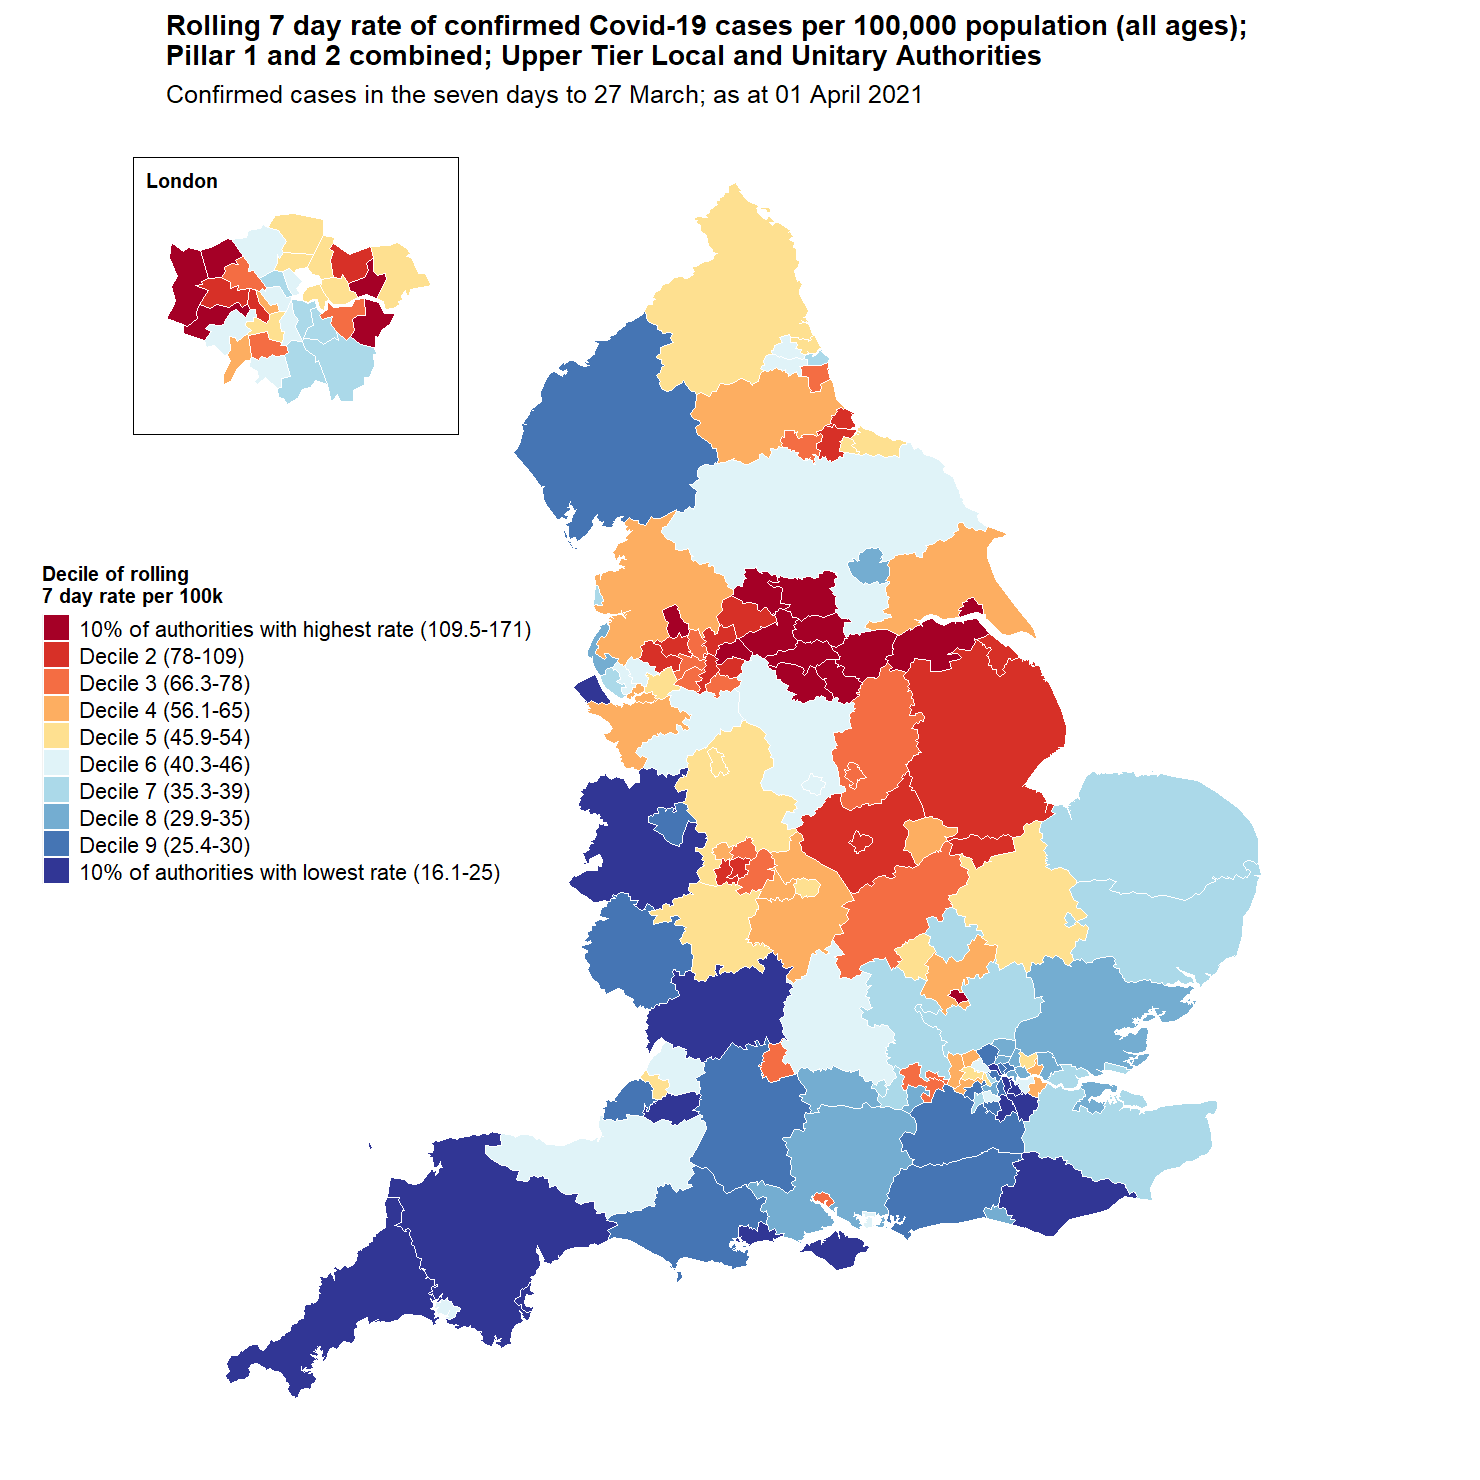 Rolling 7 day rate of confirmed Covid-19 cases per 100,000 population (all ages);
Pillar 1 and 2 combined; Upper Tier Local and Unitary Authorities
Confirmed cases in the seven days to 27 March; as at 01 April 2021
London
Decile of rolling
7 day rate per 100k
10% of authorities with highest rate (109.5-171)
Decile 2 (78-109)
Decile 3 (66.3-78)
Decile 4 (56.1-65)
Decile 5 (45.9-54)
Decile 6 (40.3-46)
Decile 7 (35.3-39)
Decile 8 (29.9-35)
Decile 9 (25.4-30)
10% of authorities with lowest rate (16.1-25)